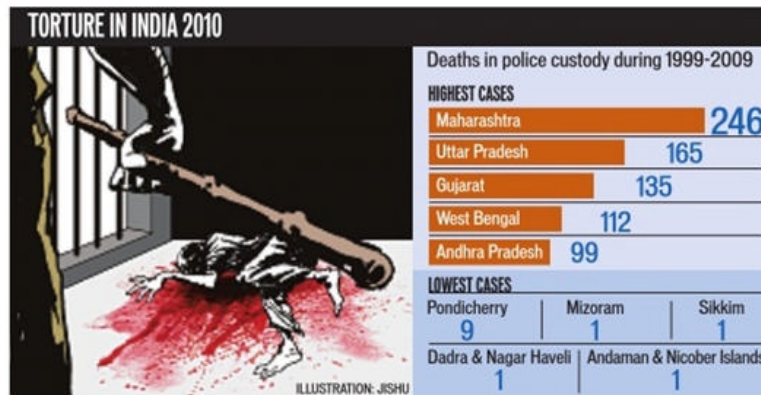 TORTURE IN INDIA 2010
Deaths in police custody during 1999-2009
HIGHEST CASES
Maharashtra 246
Uttar Pradesh 165
Gujarat 135
West Bengal 112
Andhra Pradesh 99
LOWEST CASES
Pondicherry Mizoram Sikkim
9 1 1
Dadra & Nagar Haveli Andaman & Nicober Islands
1 1
ILLUSTRATION: JISHU